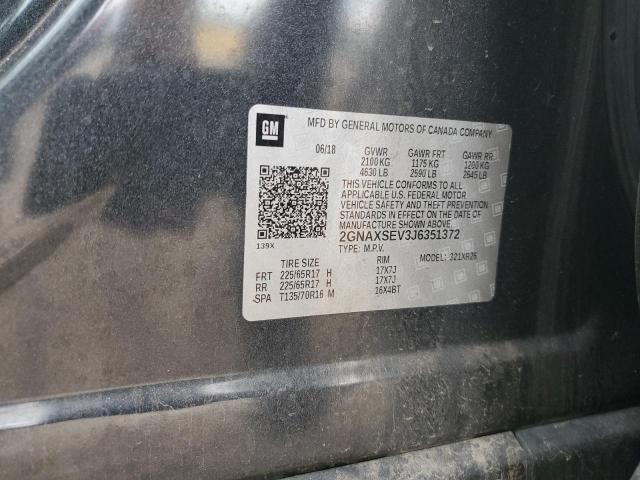 GM
MFD BY GENERAL MOTORS OF CANADA COMPANY
06/18 GVWR GAWR FRT GAWR RR
2100 KG 1175 KG 1200 KG
4630 LB 2590 LB 2645 LB
THIS VEHICLE CONFORMS TO ALL
APPLICABLE U.S. FEDERAL MOTOR
VEHICLE SAFETY, BUMPER, AND THEFT
PREVENTION STANDARDS IN EFFECT ON THE
DATE OF MANUFACTURE SHOWN ABOVE.
139X
2GNAXSEV3J6351372
TYPE: M.P.V. MODEL: 321XR26
TIRE SIZE RIM
FRT 225/65R17 H 17X7J
RR 225/65R17 H 17X7J
SPA T135/70R16 M 16X4BT